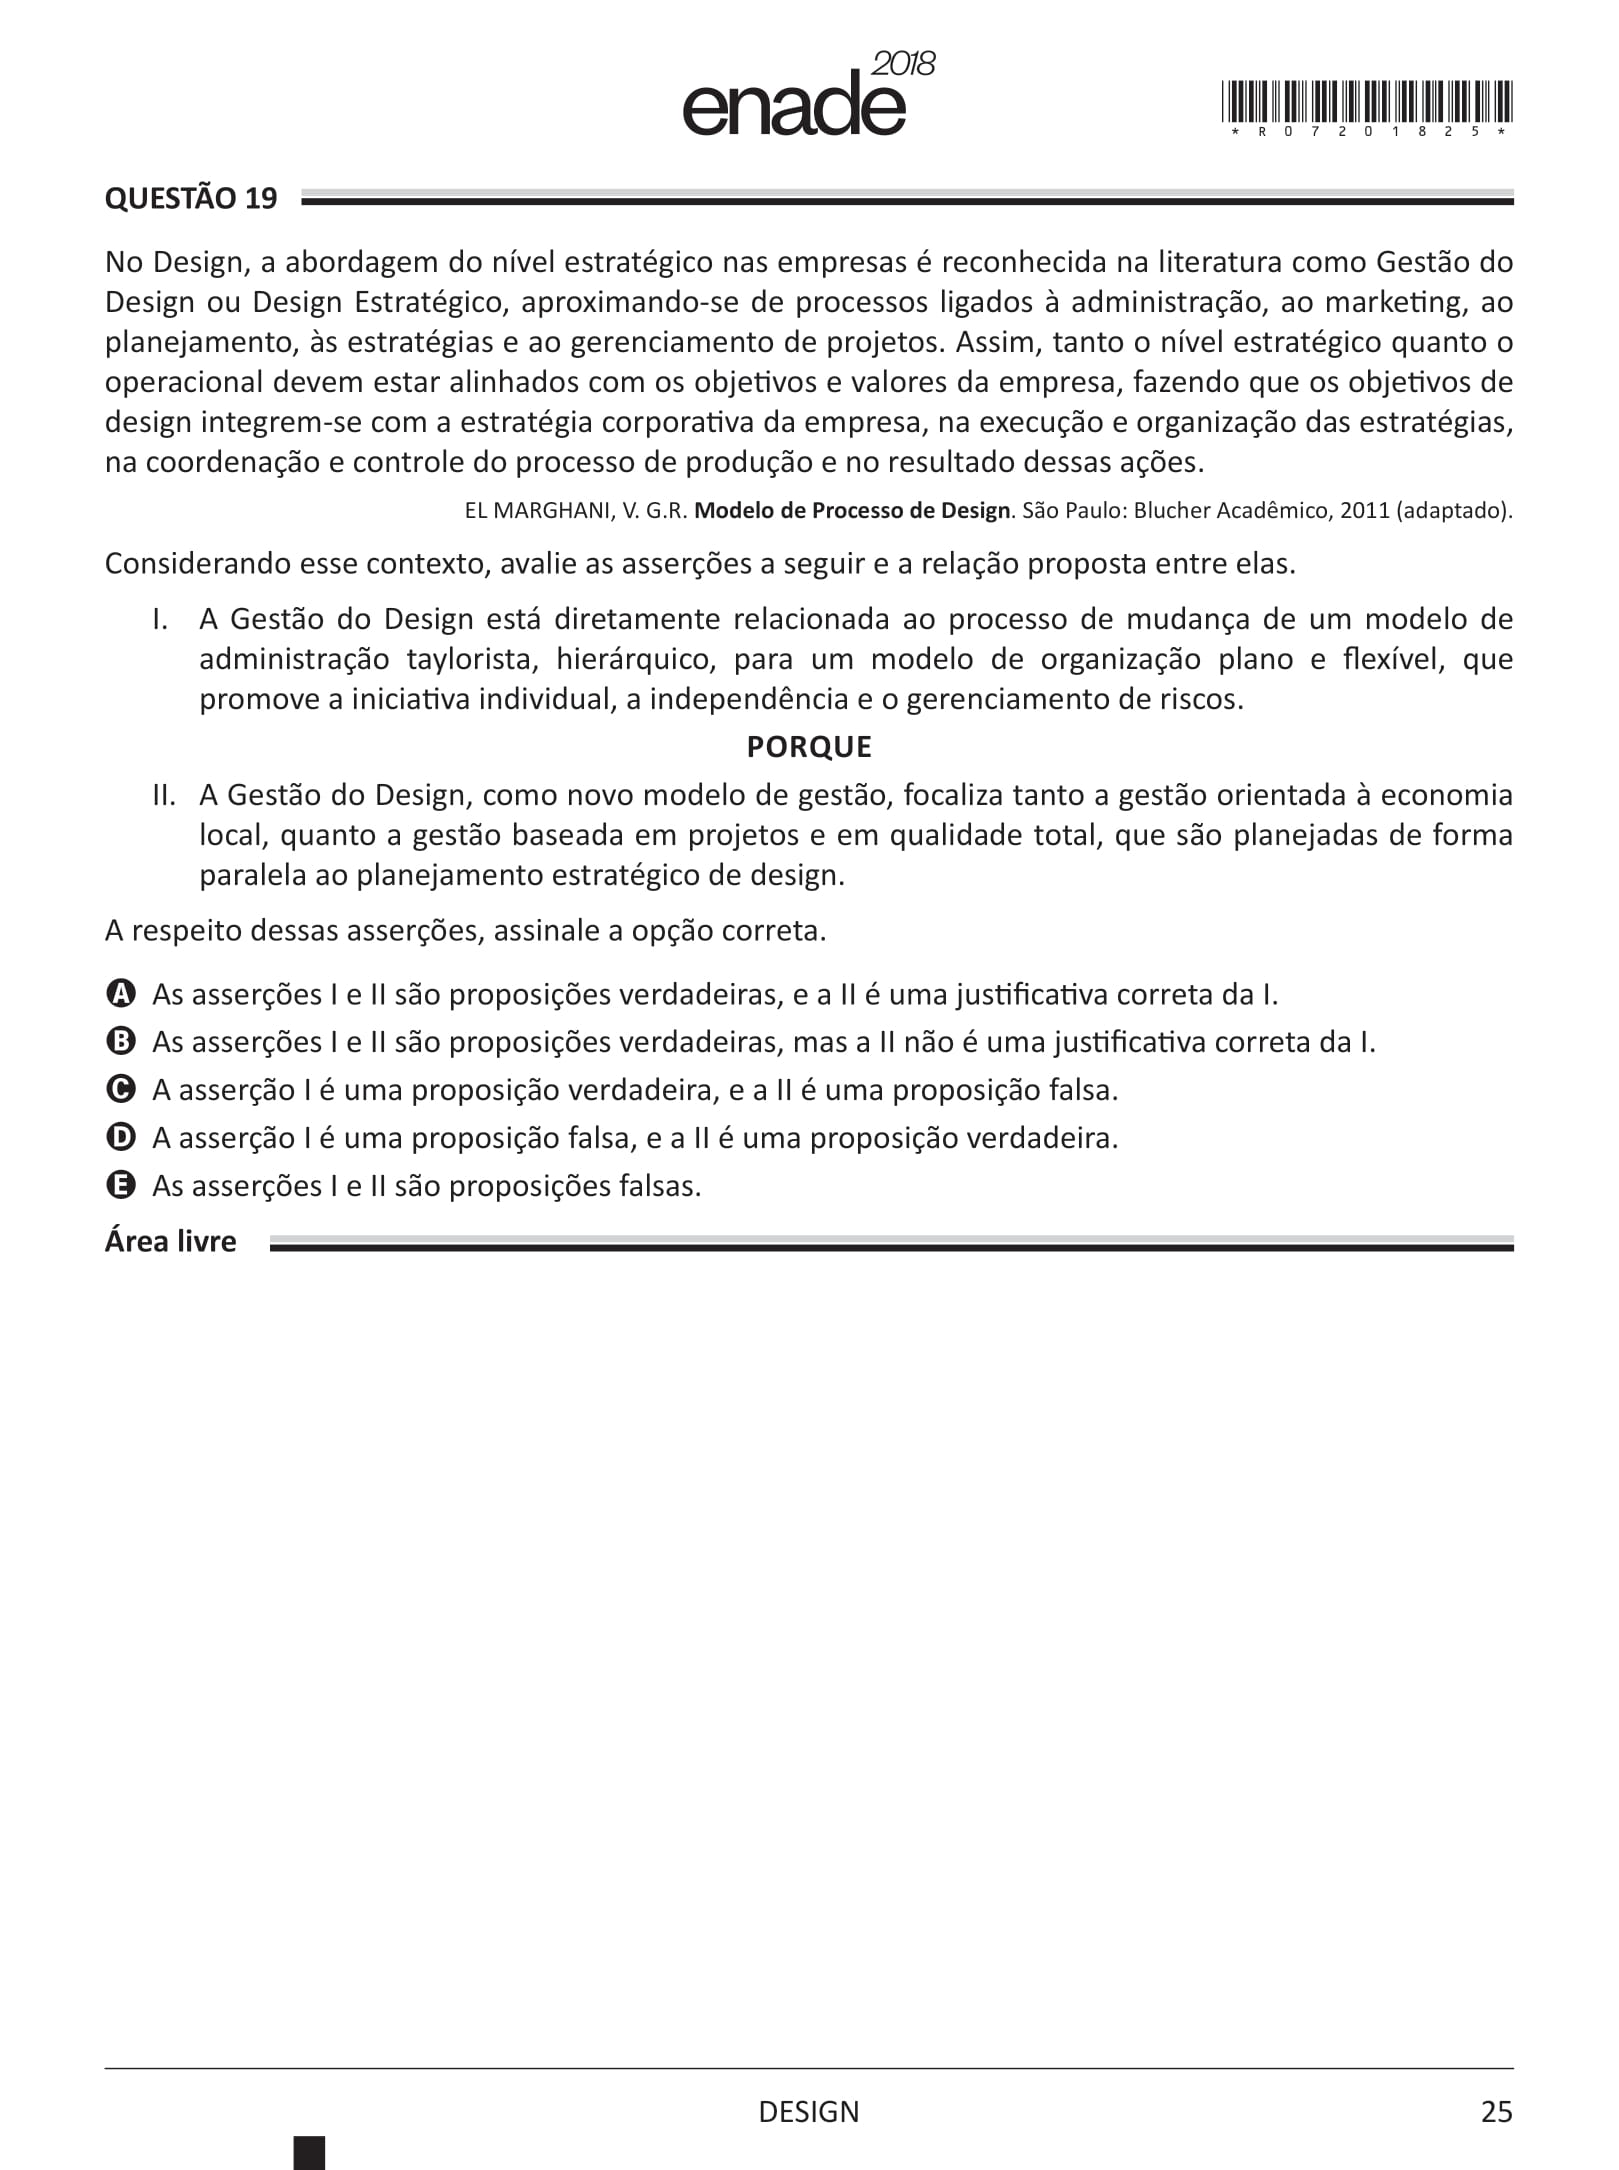 enade2018
*R07201825*
QUESTÃO 19
No Design, a abordagem do nível estratégico nas empresas é reconhecida na literatura como Gestão do
Design ou Design Estratégico, aproximando-se de processos ligados à administração, ao marketing, ao
planejamento, às estratégias e ao gerenciamento de projetos. Assim, tanto o nível estratégico quanto o
operacional devem estar alinhados com os objetivos e valores da empresa, fazendo que os objetivos de
design integrem-se com a estratégia corporativa da empresa, na execução e organização das estratégias,
na coordenação e controle do processo de produção e no resultado dessas ações.
EL MARGHANI, V. G.R. Modelo de Processo de Design. São Paulo: Blucher Acadêmico, 2011 (adaptado).
Considerando esse contexto, avalie as asserções a seguir e a relação proposta entre elas.
I. A Gestão do Design está diretamente relacionada ao processo de mudança de um modelo de
administração taylorista, hierárquico, para um modelo de organização plano e flexível, que
promove a iniciativa individual, a independência e o gerenciamento de riscos.
PORQUE
II. A Gestão do Design, como novo modelo de gestão, focaliza tanto a gestão orientada à economia
local, quanto a gestão baseada em projetos e em qualidade total, que são planejadas de forma
paralela ao planejamento estratégico de design.
A respeito dessas asserções, assinale a opção correta.
A As asserções I e II são proposições verdadeiras, e a II é uma justificativa correta da I.
B As asserções I e II são proposições verdadeiras, mas a II não é uma justificativa correta da I.
C A asserção I é uma proposição verdadeira, e a II é uma proposição falsa.
D A asserção I é uma proposição falsa, e a II é uma proposição verdadeira.
E As asserções I e II são proposições falsas.
Área livre
DESIGN
25